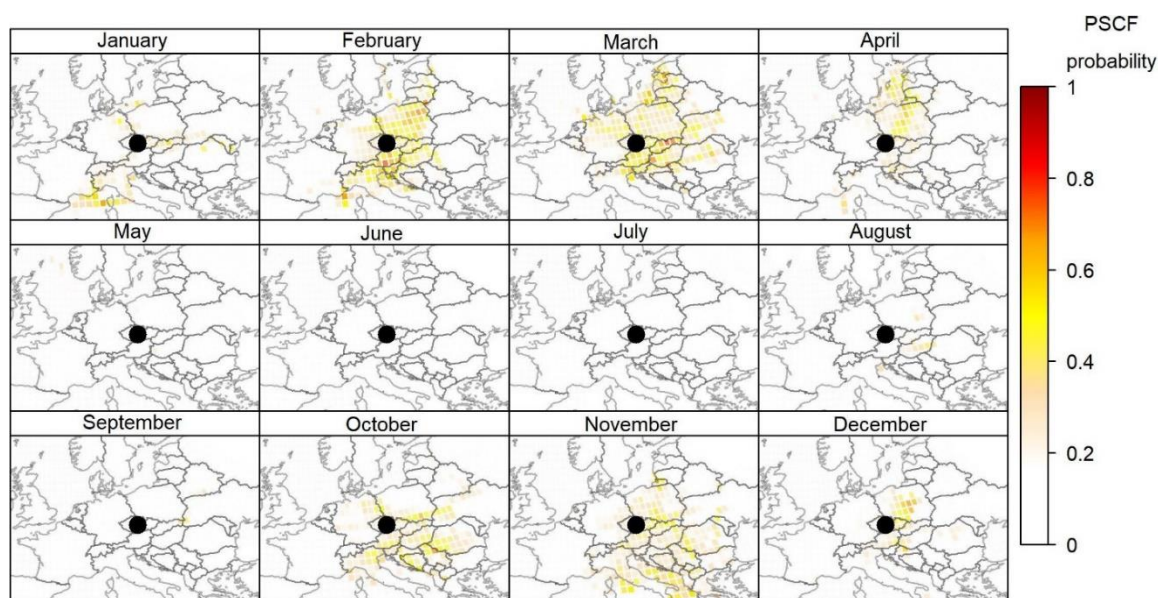 PSCF
probability
January February March April
May June July August
September October November December
1
0.8
0.6
0.4
0.2
0